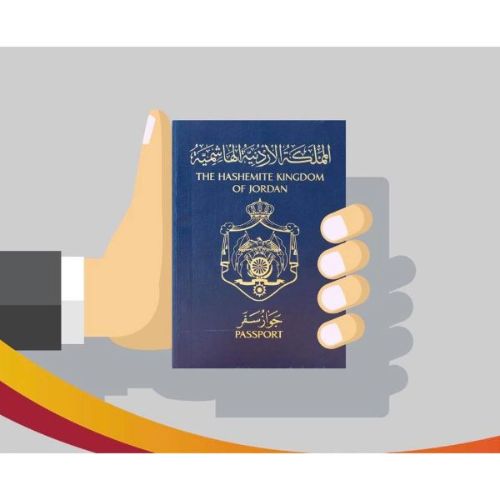 المملكة الأردنية الهاشمية
THE HASHEMITE KINGDOM
OF JORDAN
جواز سفر
PASSPORT